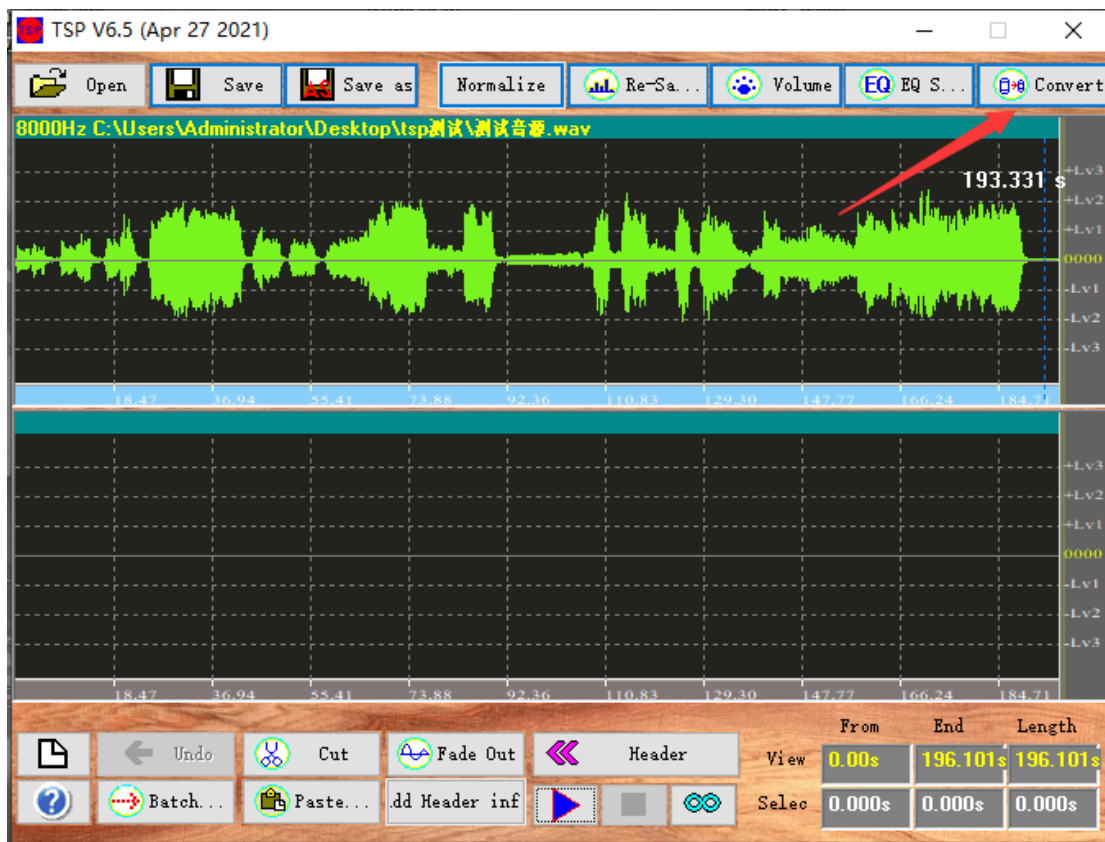 TSP TSP V6.5 (Apr 27 2021)
Open Save Save as Normalize Re-Sa... Volume EQ EQ S... Convert
8000Hz C:\Users\Administrator\Desktop\tsp测试\测试音源.wav
193.331 s
+Lv3
+Lv2
+Lv1
0000
-Lv1
-Lv2
-Lv3
18.47 36.94 55.41 73.88 92.36 110.83 129.30 147.77 166.24 184.71
+Lv3
+Lv2
+Lv1
0000
-Lv1
-Lv2
-Lv3
18.47 36.94 55.41 73.88 92.36 110.83 129.30 147.77 166.24 184.71
From End Length
Undo Cut Fade Out Header View 0.00s 196.101s 196.101s
Batch... Paste... dd Header inf Selec 0.000s 0.000s 0.000s